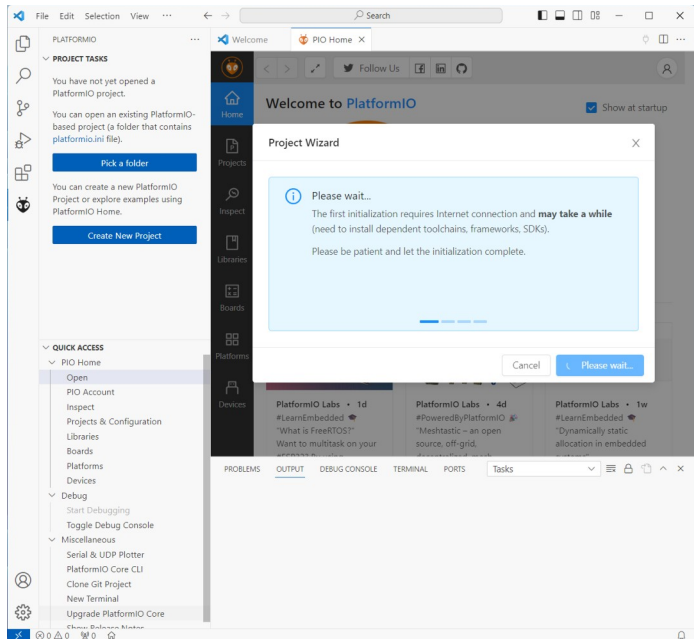 File Edit Selection View ...
Search
PLATFORMIO ...
PROJECT TASKS
You have not yet opened a
PlatformIO project.
You can open an existing PlatformIO-
based project (a folder that contains
platformio.ini file).
Pick a folder
You can create a new PlatformIO
Project or explore examples using
PlatformIO Home.
Create New Project
QUICK ACCESS
PIO Home
Open
PIO Account
Inspect
Projects & Configuration
Libraries
Boards
Platforms
Devices
Debug
Start Debugging
Toggle Debug Console
Miscellaneous
Serial & UDP Plotter
PlatformIO Core CLI
Clone Git Project
New Terminal
Upgrade PlatformIO Core
Show Release Notes
Welcome
PIO Home
Follow Us
Home
Projects
Inspect
Libraries
Boards
Platforms
Devices
Welcome to PlatformIO
Show at startup
Project Wizard
Please wait...
The first initialization requires Internet connection and may take a while
(need to install dependent toolchains, frameworks, SDKs).
Please be patient and let the initialization complete.
Cancel
Please wait...
PlatformIO Labs • 1d
#LearnEmbedded
"What is FreeRTOS?"
Want to multitask on your
PlatformIO Labs • 4d
#PoweredByPlatformIO
"Meshtastic – an open
source, off-grid,
PlatformIO Labs • 1w
#LearnEmbedded
"Dynamically static
allocation in embedded
PROBLEMS OUTPUT DEBUG CONSOLE TERMINAL PORTS
Tasks
0 0 0